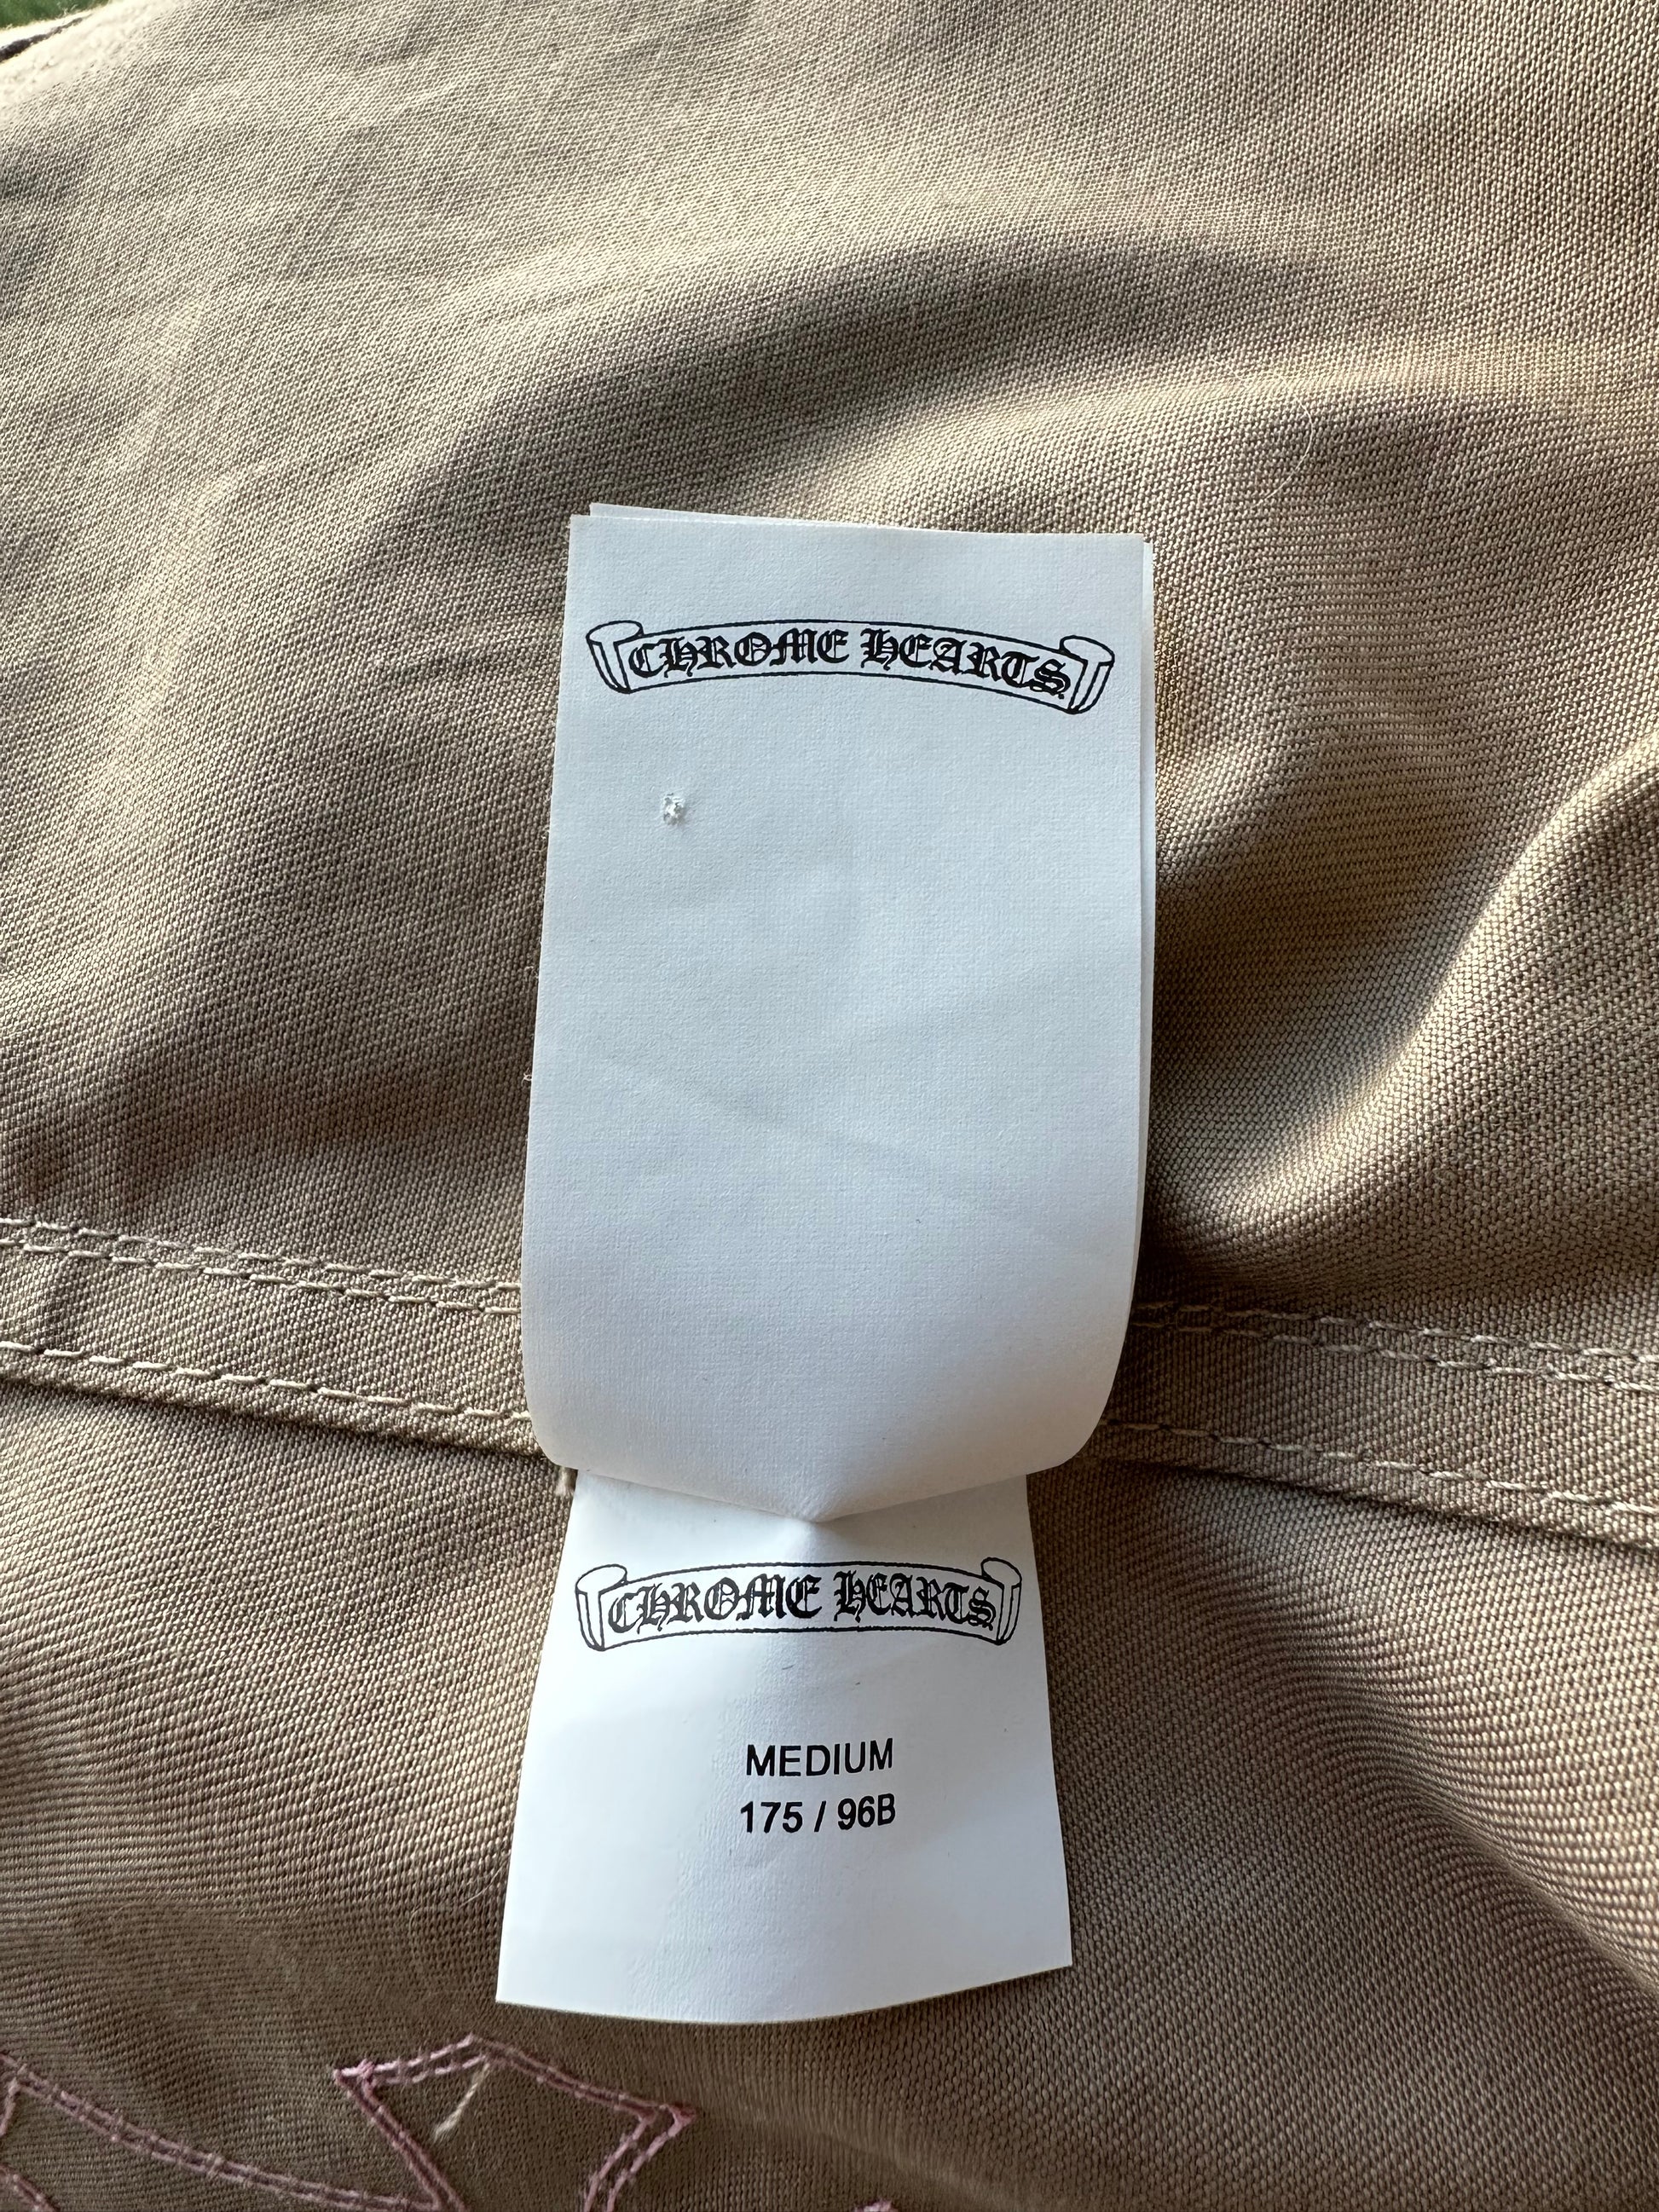 CHROME HEARTS
CHROME HEARTS
MEDIUM
175 / 96B